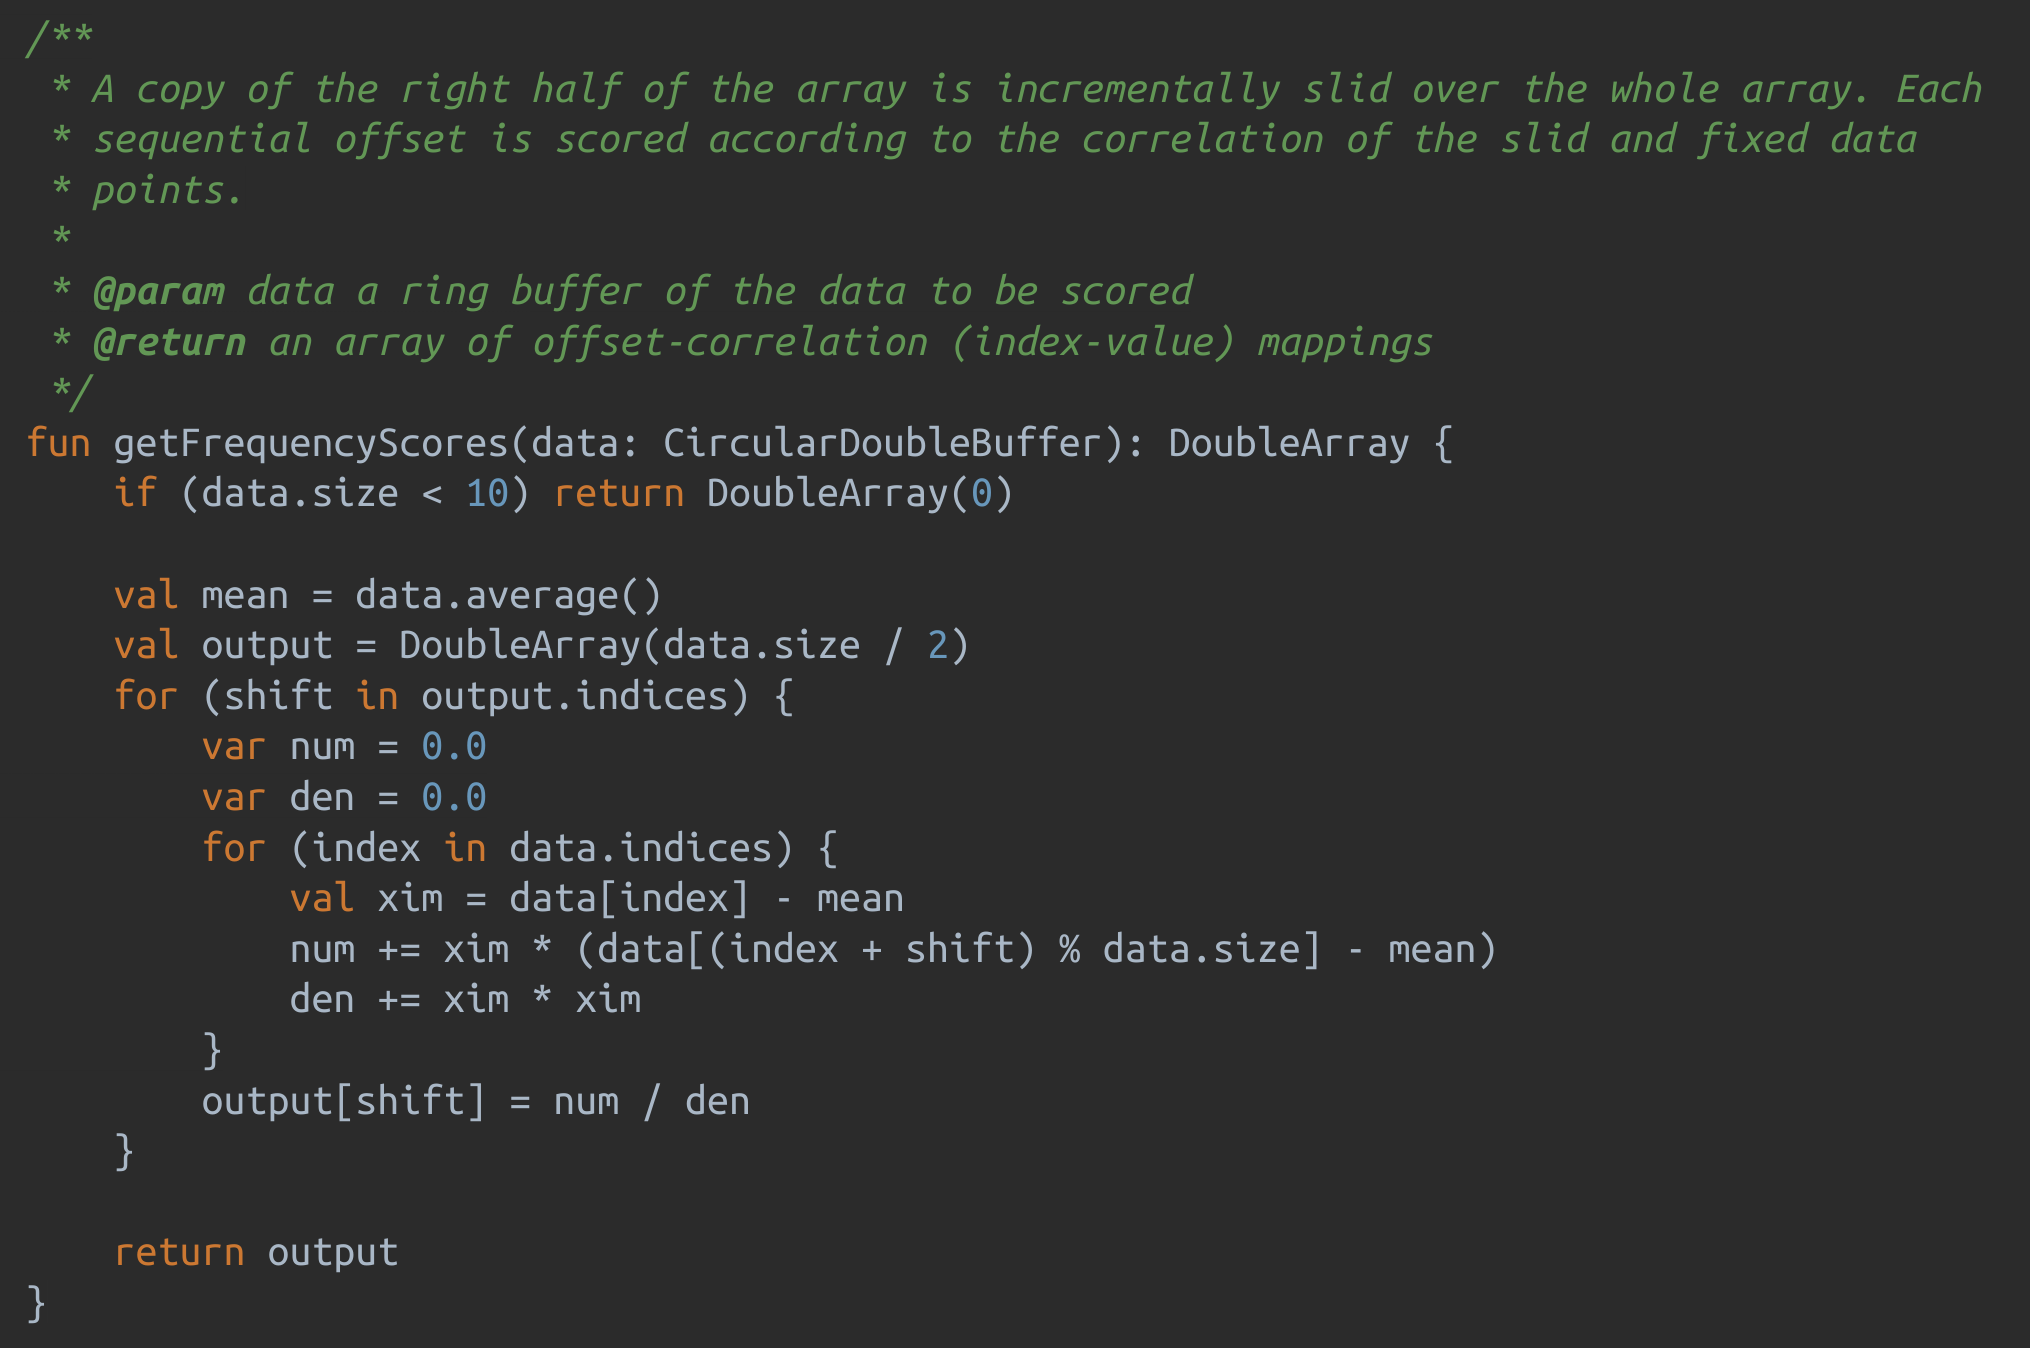 /**
 * A copy of the right half of the array is incrementally slid over the whole array. Each
 * sequential offset is scored according to the correlation of the slid and fixed data
 * points.
 *
 * @param data a ring buffer of the data to be scored
 * @return an array of offset-correlation (index-value) mappings
 */
fun getFrequencyScores(data: CircularDoubleBuffer): DoubleArray {
    if (data.size < 10) return DoubleArray(0)

    val mean = data.average()
    val output = DoubleArray(data.size / 2)
    for (shift in output.indices) {
        var num = 0.0
        var den = 0.0
        for (index in data.indices) {
            val xim = data[index] - mean
            num += xim * (data[(index + shift) % data.size] - mean)
            den += xim * xim
        }
        output[shift] = num / den
    }

    return output
}